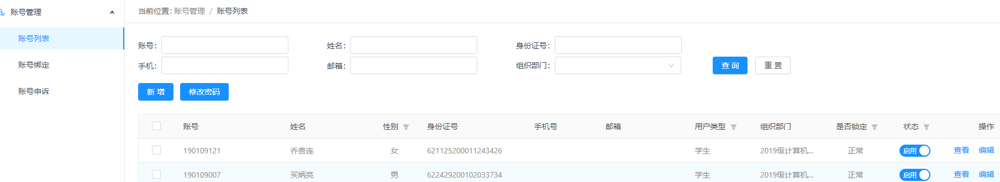 账号管理
账号列表
账号绑定
账号申诉
当前位置: 账号管理 / 账号列表
账号: 姓名: 身份证号:
手机: 邮箱: 组织部门: 查 询 重 置
新 增 修改密码
账号 姓名 性别 身份证号 手机号 邮箱 用户类型 组织部门 是否锁定 状态 操作
190109121 乔贵连 女 621125200011243426 学生 2019级计算机... 正常 启用 查看 编辑
190109007 买炳亮 男 622429200102033734 学生 2019级计算机... 正常 启用 查看 编辑